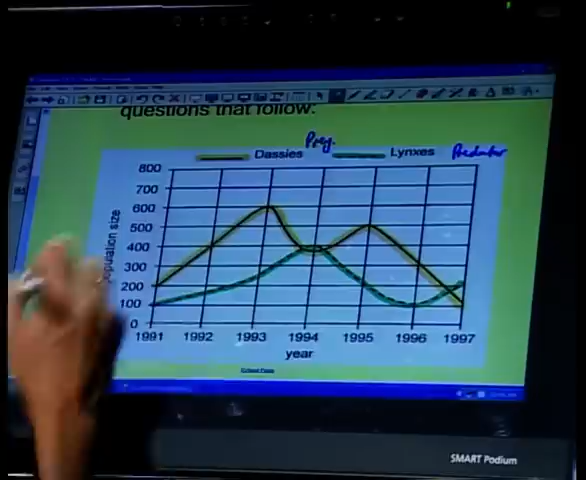 questions that follow:
Prey.
Dassies Lynxes Predator
800
700
600
500
400
300
200
100
0
population size
1991 1992 1993 1994 1995 1996 1997
year
SMART Podium